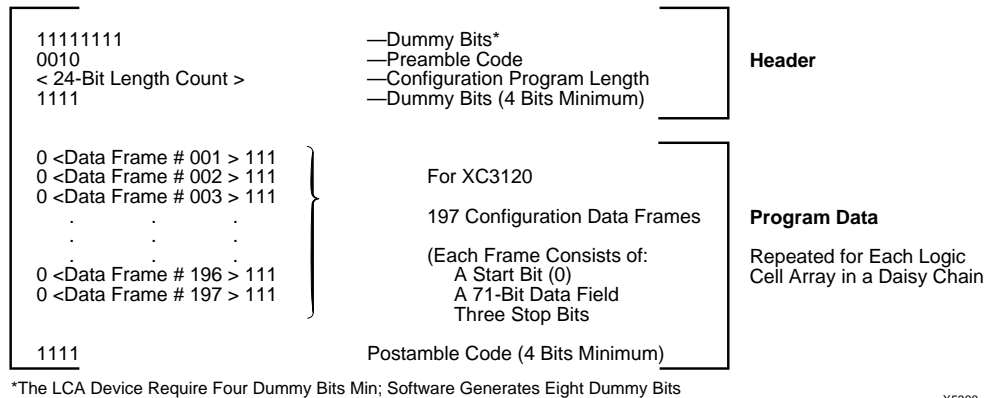 11111111 —Dummy Bits*
0010 —Preamble Code
< 24-Bit Length Count > —Configuration Program Length
1111 —Dummy Bits (4 Bits Minimum)
Header
0 <Data Frame # 001 > 111
0 <Data Frame # 002 > 111
0 <Data Frame # 003 > 111
. . .
. . .
. . .
0 <Data Frame # 196 > 111
0 <Data Frame # 197 > 111
For XC3120
197 Configuration Data Frames
(Each Frame Consists of:
A Start Bit (0)
A 71-Bit Data Field
Three Stop Bits
Program Data
Repeated for Each Logic
Cell Array in a Daisy Chain
1111 Postamble Code (4 Bits Minimum)
*The LCA Device Require Four Dummy Bits Min; Software Generates Eight Dummy Bits